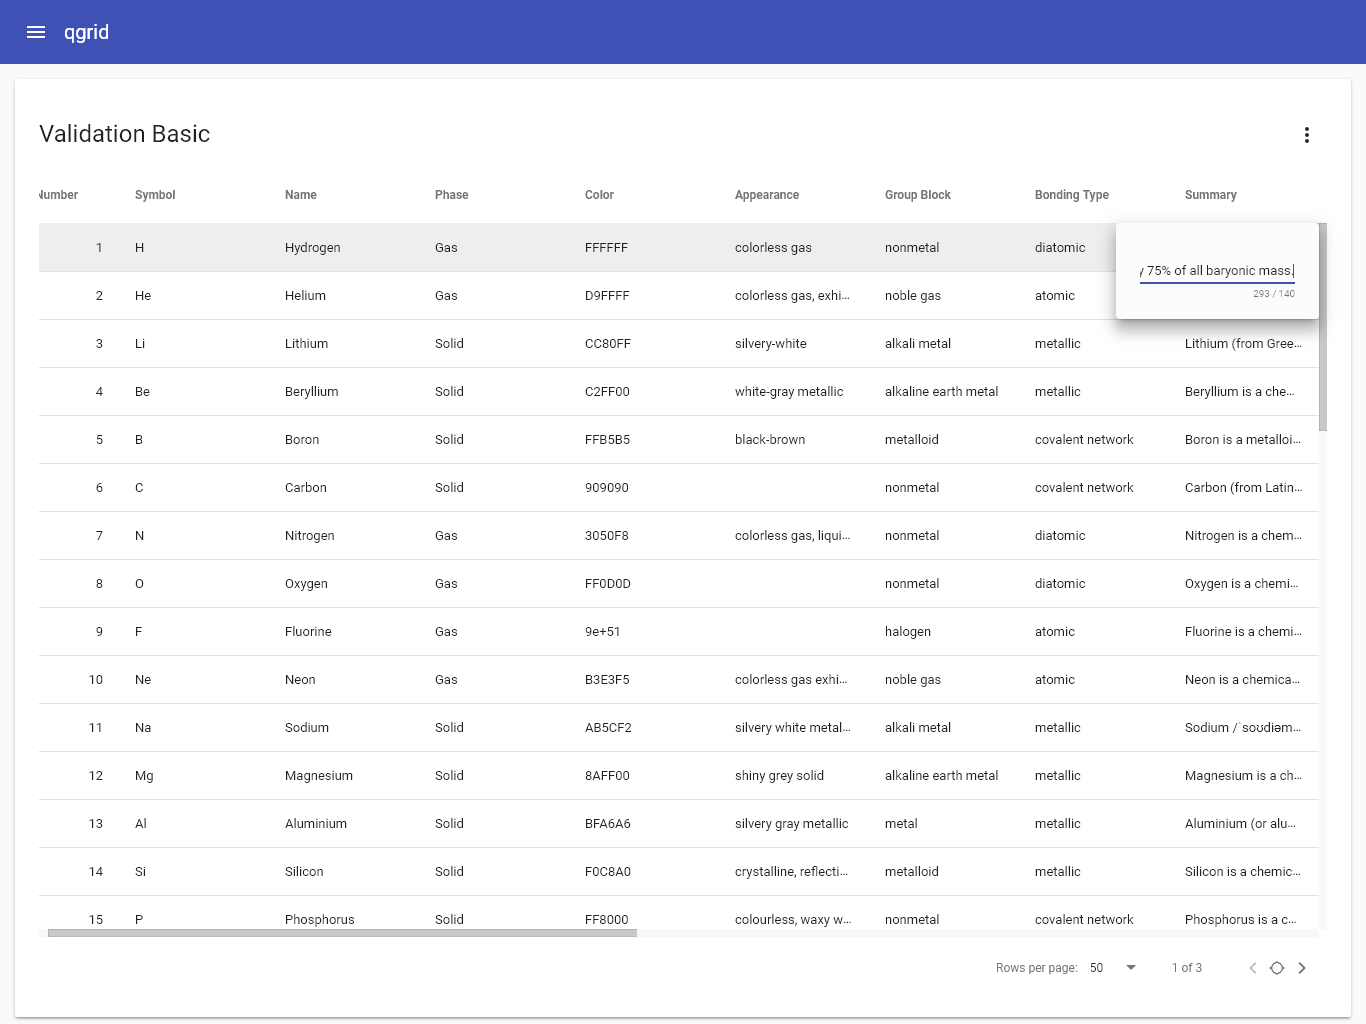 qgrid
Validation Basic
Number Symbol Name Phase Color Appearance Group Block Bonding Type Summary
1 H Hydrogen Gas FFFFFF colorless gas nonmetal diatomic
y 75% of all baryonic mass.
293 / 140
2 He Helium Gas D9FFFF colorless gas, exhi... noble gas atomic
3 Li Lithium Solid CC80FF silvery-white alkali metal metallic Lithium (from Gree...
4 Be Beryllium Solid C2FF00 white-gray metallic alkaline earth metal metallic Beryllium is a che...
5 B Boron Solid FFB5B5 black-brown metalloid covalent network Boron is a metalloi...
6 C Carbon Solid 909090 nonmetal covalent network Carbon (from Latin...
7 N Nitrogen Gas 3050F8 colorless gas, liqui... nonmetal diatomic Nitrogen is a chem...
8 O Oxygen Gas FF0D0D nonmetal diatomic Oxygen is a chemi...
9 F Fluorine Gas 9e+51 halogen atomic Fluorine is a chemi...
10 Ne Neon Gas B3E3F5 colorless gas exhi... noble gas atomic Neon is a chemica...
11 Na Sodium Solid AB5CF2 silvery white metal... alkali metal metallic Sodium /ˈsoʊdiəm...
12 Mg Magnesium Solid 8AFF00 shiny grey solid alkaline earth metal metallic Magnesium is a ch...
13 Al Aluminium Solid BFA6A6 silvery gray metallic metal metallic Aluminium (or alu...
14 Si Silicon Solid F0C8A0 crystalline, reflecti... metalloid metallic Silicon is a chemic...
15 P Phosphorus Solid FF8000 colourless, waxy w... nonmetal covalent network Phosphorus is a c...
Rows per page: 50 1 of 3